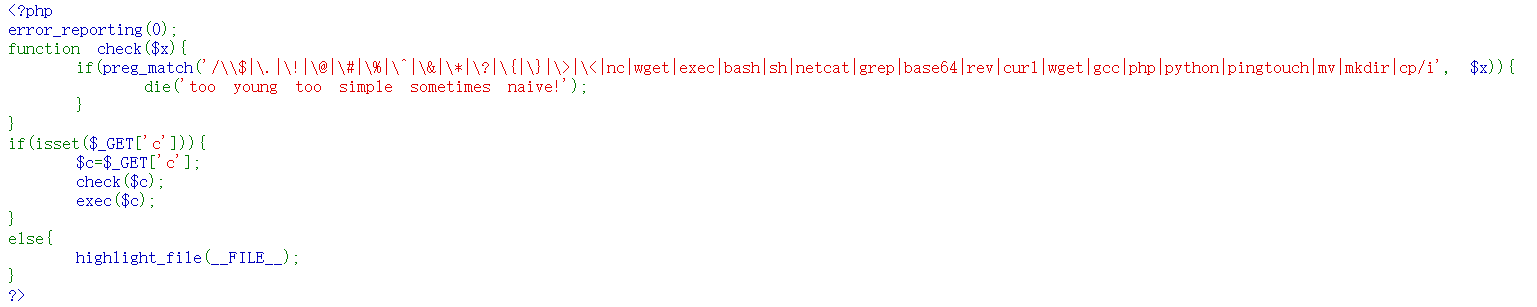 <?php
error_reporting(0);
function check($x){
if(preg_match('/\\$|\.|\!|\@|\#|\%|\^|\&|\*|\?|\{|\}|\>|\<|nc|wget|exec|bash|sh|netcat|grep|base64|rev|curl|wget|gcc|php|python|pingtouch|mv|mkdir|cp/i', $x)){
die('too young too simple sometimes naive!');
}
}
if(isset($_GET['c'])){
$c=$_GET['c'];
check($c);
exec($c);
}
else{
highlight_file(__FILE__);
}
?>